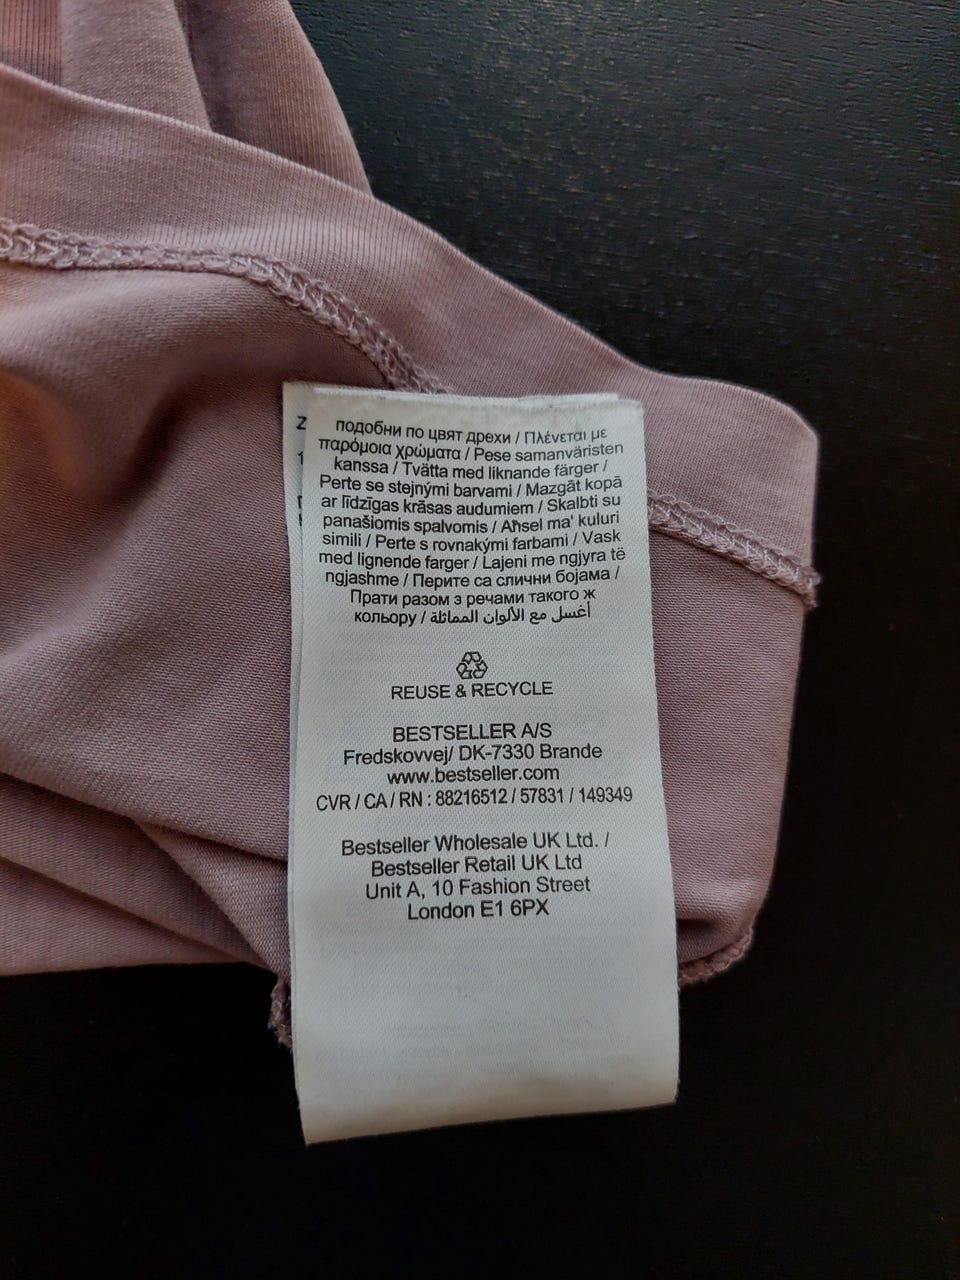 подобни по цвят дрехи / Πλένεται με
παρόμοια χρώματα / Pese samanväristen
kanssa / Tvätta med liknande färger /
Perte se stejnými barvami / Mazgāt kopā
ar līdzīgas krāsas audumiem / Skalbti su
panašiomis spalvomis / Aħsel ma' kuluri
simili / Perte s rovnakými farbami / Vask
med lignende farger / Lajeni me ngjyra të
ngjashme / Перите са слични бојама /
Прати разом з речами такого ж
кольору / أغسل مع الألوان المماثلة
REUSE & RECYCLE
BESTSELLER A/S
Fredskovvej/ DK-7330 Brande
www.bestseller.com
CVR / CA / RN : 88216512 / 57831 / 149349
Bestseller Wholesale UK Ltd. /
Bestseller Retail UK Ltd
Unit A, 10 Fashion Street
London E1 6PX